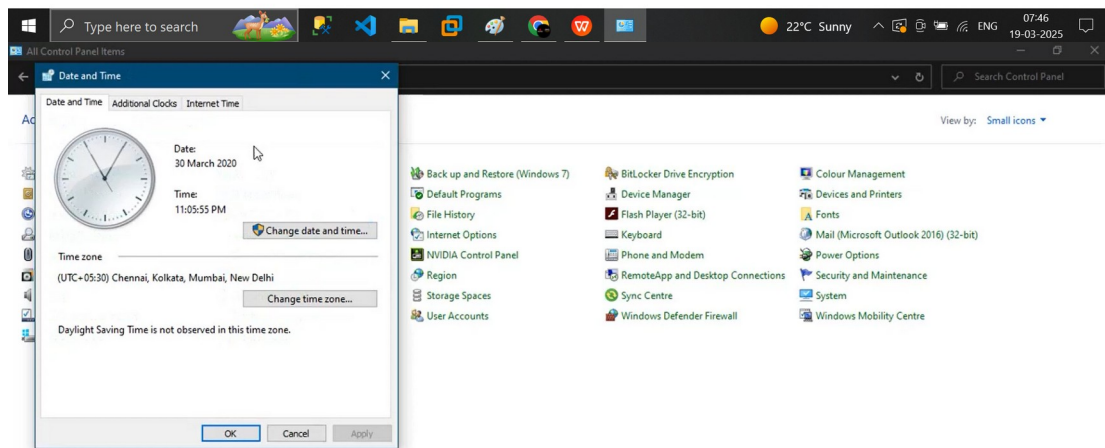 Type here to search
22°C Sunny
ENG
07:46
19-03-2025
All Control Panel Items
Date and Time
Search Control Panel
Date and Time Additional Clocks Internet Time
View by: Small icons
Date:
30 March 2020
Time:
11:05:55 PM
Change date and time...
Time zone
(UTC+05:30) Chennai, Kolkata, Mumbai, New Delhi
Change time zone...
Daylight Saving Time is not observed in this time zone.
OK Cancel Apply
Back up and Restore (Windows 7) BitLocker Drive Encryption Colour Management
Default Programs Device Manager Devices and Printers
File History Flash Player (32-bit) Fonts
Internet Options Keyboard Mail (Microsoft Outlook 2016) (32-bit)
NVIDIA Control Panel Phone and Modem Power Options
Region RemoteApp and Desktop Connections Security and Maintenance
Storage Spaces Sync Centre System
User Accounts Windows Defender Firewall Windows Mobility Centre